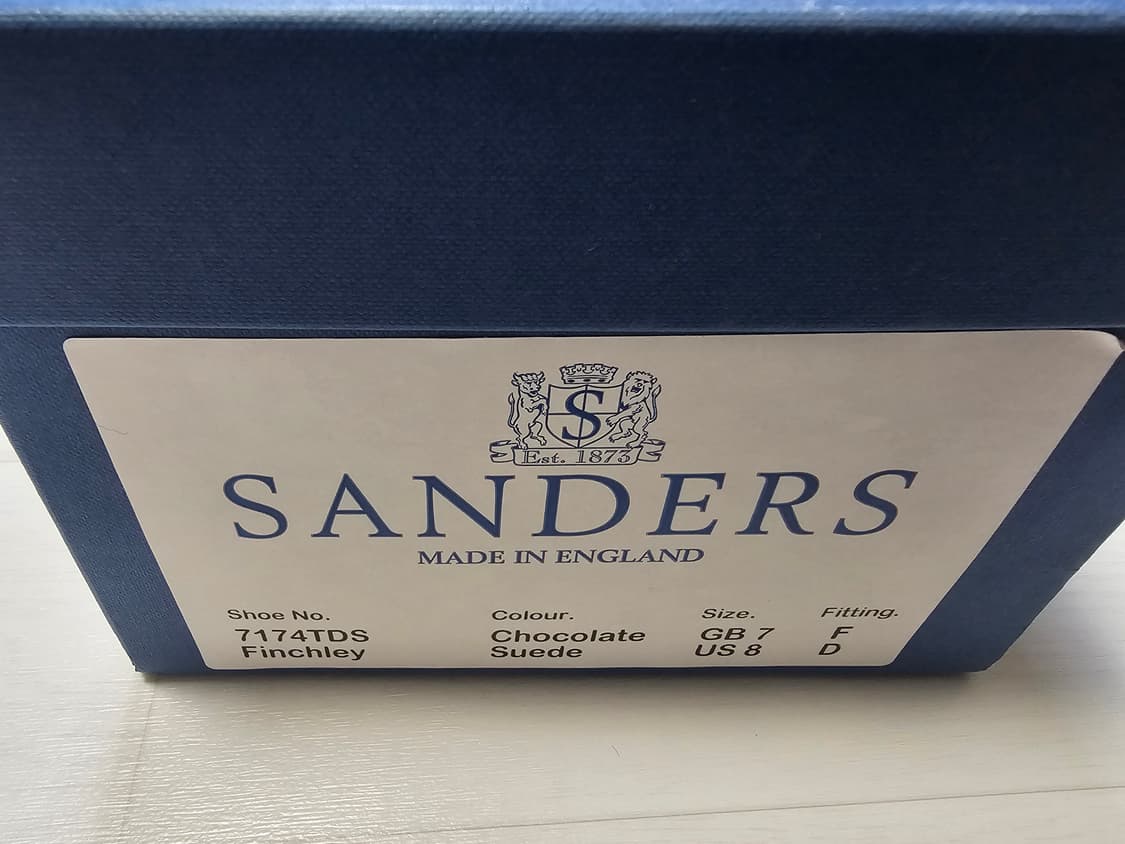 S
Est. 1873
SANDERS
MADE IN ENGLAND
Shoe No. Colour. Size. Fitting.
7174TDS Chocolate GB 7 F
Finchley Suede US 8 D